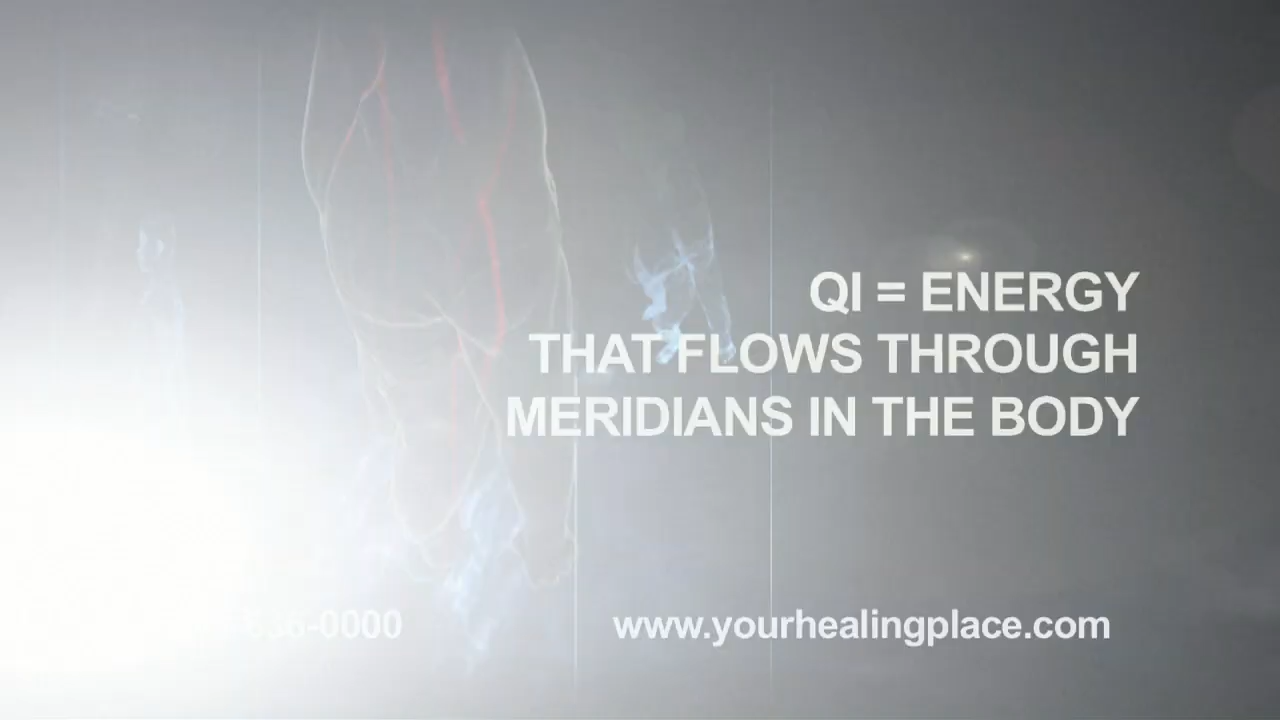 QI = ENERGY
THAT FLOWS THROUGH
MERIDIANS IN THE BODY
www.yourhealingplace.com